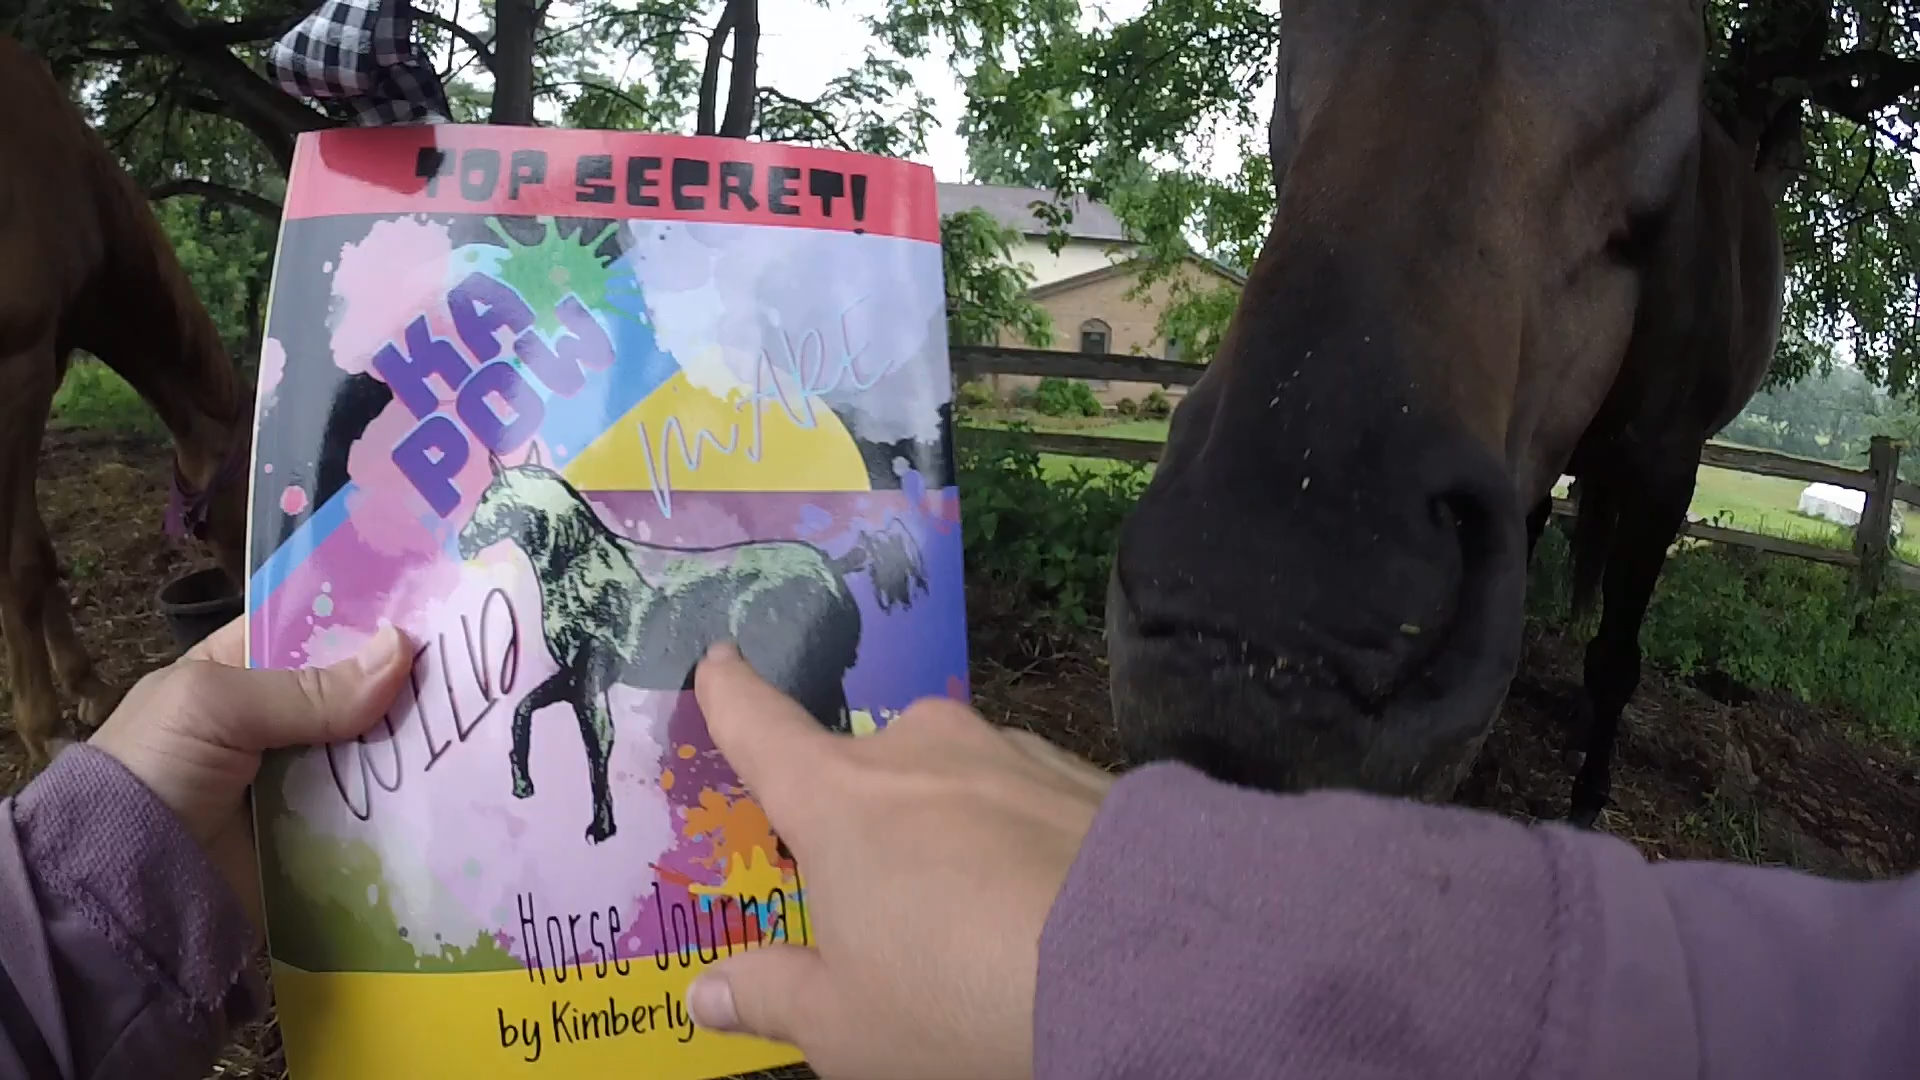 TOP SECRET!
KA
POW
MARE
WILD
Horse Journal
by Kimberly